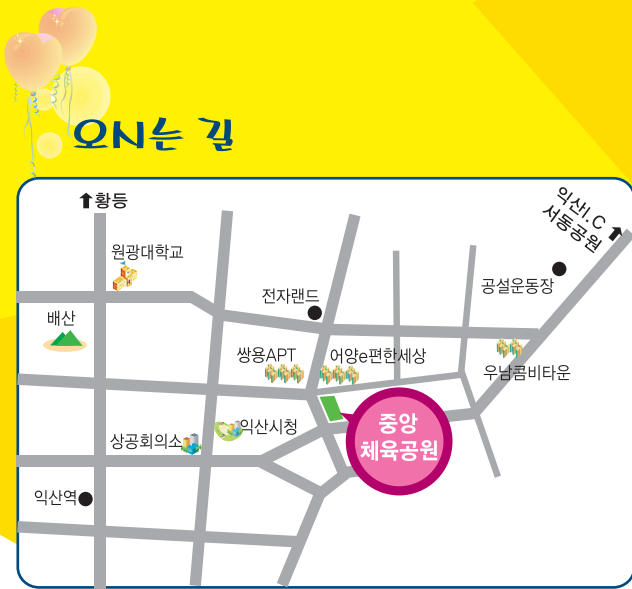 오시는 길
⬆황등
익산I.C
서동공원⬆
원광대학교
공설운동장
전자랜드
배산
쌍용APT
어양e편한세상
우남콤비타운
중앙
체육공원
익산시청
상공회의소
익산역